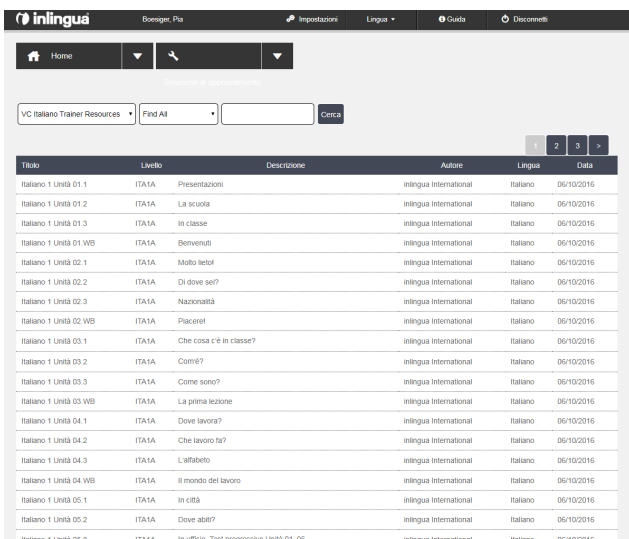 inlingua Boesiger, Pia Impostazioni Lingua Guida Disconnetti
Home
VC Italiano Trainer Resources Find All Cerca
1 2 3 >
Titolo Livello Descrizione Autore Lingua Data
Italiano 1 Unità 01.1 ITA1A Presentazioni inlingua International Italiano 06/10/2016
Italiano 1 Unità 01.2 ITA1A La scuola inlingua International Italiano 06/10/2016
Italiano 1 Unità 01.3 ITA1A In classe inlingua International Italiano 06/10/2016
Italiano 1 Unità 01.WB ITA1A Benvenuti inlingua International Italiano 06/10/2016
Italiano 1 Unità 02.1 ITA1A Molto lieto! inlingua International Italiano 06/10/2016
Italiano 1 Unità 02.2 ITA1A Di dove sei? inlingua International Italiano 06/10/2016
Italiano 1 Unità 02.3 ITA1A Nazionalità inlingua International Italiano 06/10/2016
Italiano 1 Unità 02.WB ITA1A Piacere! inlingua International Italiano 06/10/2016
Italiano 1 Unità 03.1 ITA1A Che cosa c'è in classe? inlingua International Italiano 06/10/2016
Italiano 1 Unità 03.2 ITA1A Com'è? inlingua International Italiano 06/10/2016
Italiano 1 Unità 03.3 ITA1A Come sono? inlingua International Italiano 06/10/2016
Italiano 1 Unità 03.WB ITA1A La prima lezione inlingua International Italiano 06/10/2016
Italiano 1 Unità 04.1 ITA1A Dove lavora? inlingua International Italiano 06/10/2016
Italiano 1 Unità 04.2 ITA1A Che lavoro fa? inlingua International Italiano 06/10/2016
Italiano 1 Unità 04.3 ITA1A L'alfabeto inlingua International Italiano 06/10/2016
Italiano 1 Unità 04.WB ITA1A Il mondo del lavoro inlingua International Italiano 06/10/2016
Italiano 1 Unità 05.1 ITA1A In città inlingua International Italiano 06/10/2016
Italiano 1 Unità 05.2 ITA1A Dove abiti? inlingua International Italiano 06/10/2016